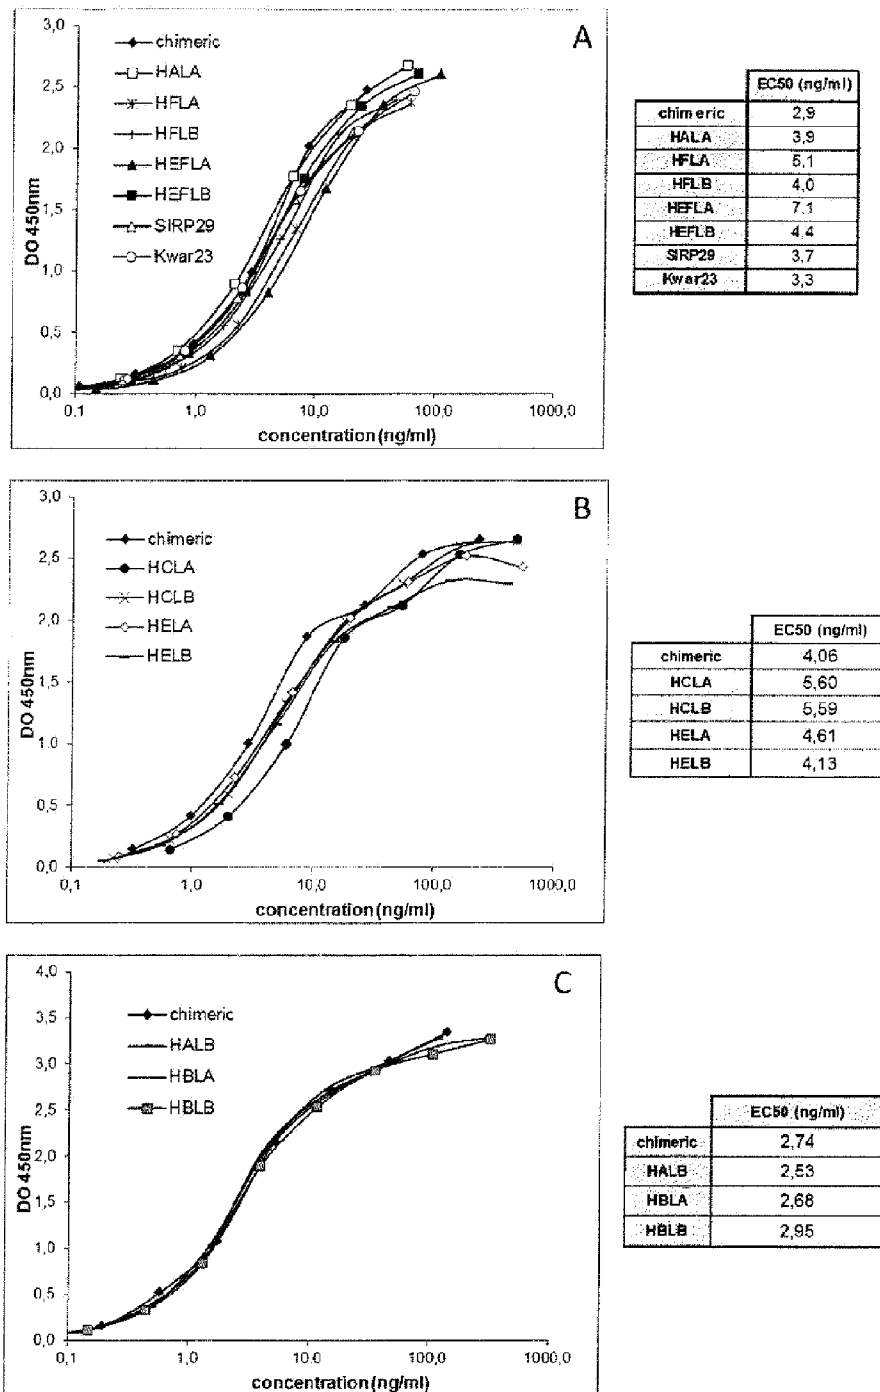 A
3,0
2,5
2,0
1,5
1,0
0,5
0,0
DO 450nm
chimeric
HALA
HFLA
HFLB
HEFLA
HEFLB
SIRP29
Kwar23
0,1 1,0 10,0 100,0 1000,0
concentration (ng/ml)
EC50 (ng/ml)
chimeric 2,9
HALA 3,9
HFLA 5,1
HFLB 4,0
HEFLA 7,1
HEFLB 4,4
SIRP29 3,7
Kwar23 3,3
B
3,0
2,5
2,0
1,5
1,0
0,5
0,0
DO 450nm
chimeric
HCLA
HCLB
HELA
HELB
0,1 1,0 10,0 100,0 1000,0
concentration (ng/ml)
EC50 (ng/ml)
chimeric 4,06
HCLA 5,60
HCLB 5,59
HELA 4,61
HELB 4,13
C
4,0
3,5
3,0
2,5
2,0
1,5
1,0
0,5
0,0
DO 450nm
chimeric
HALB
HBLA
HBLB
0,1 1,0 10,0 100,0 1000,0
concentration (ng/ml)
EC50 (ng/ml)
chimeric 2,74
HALB 2,53
HBLA 2,68
HBLB 2,95